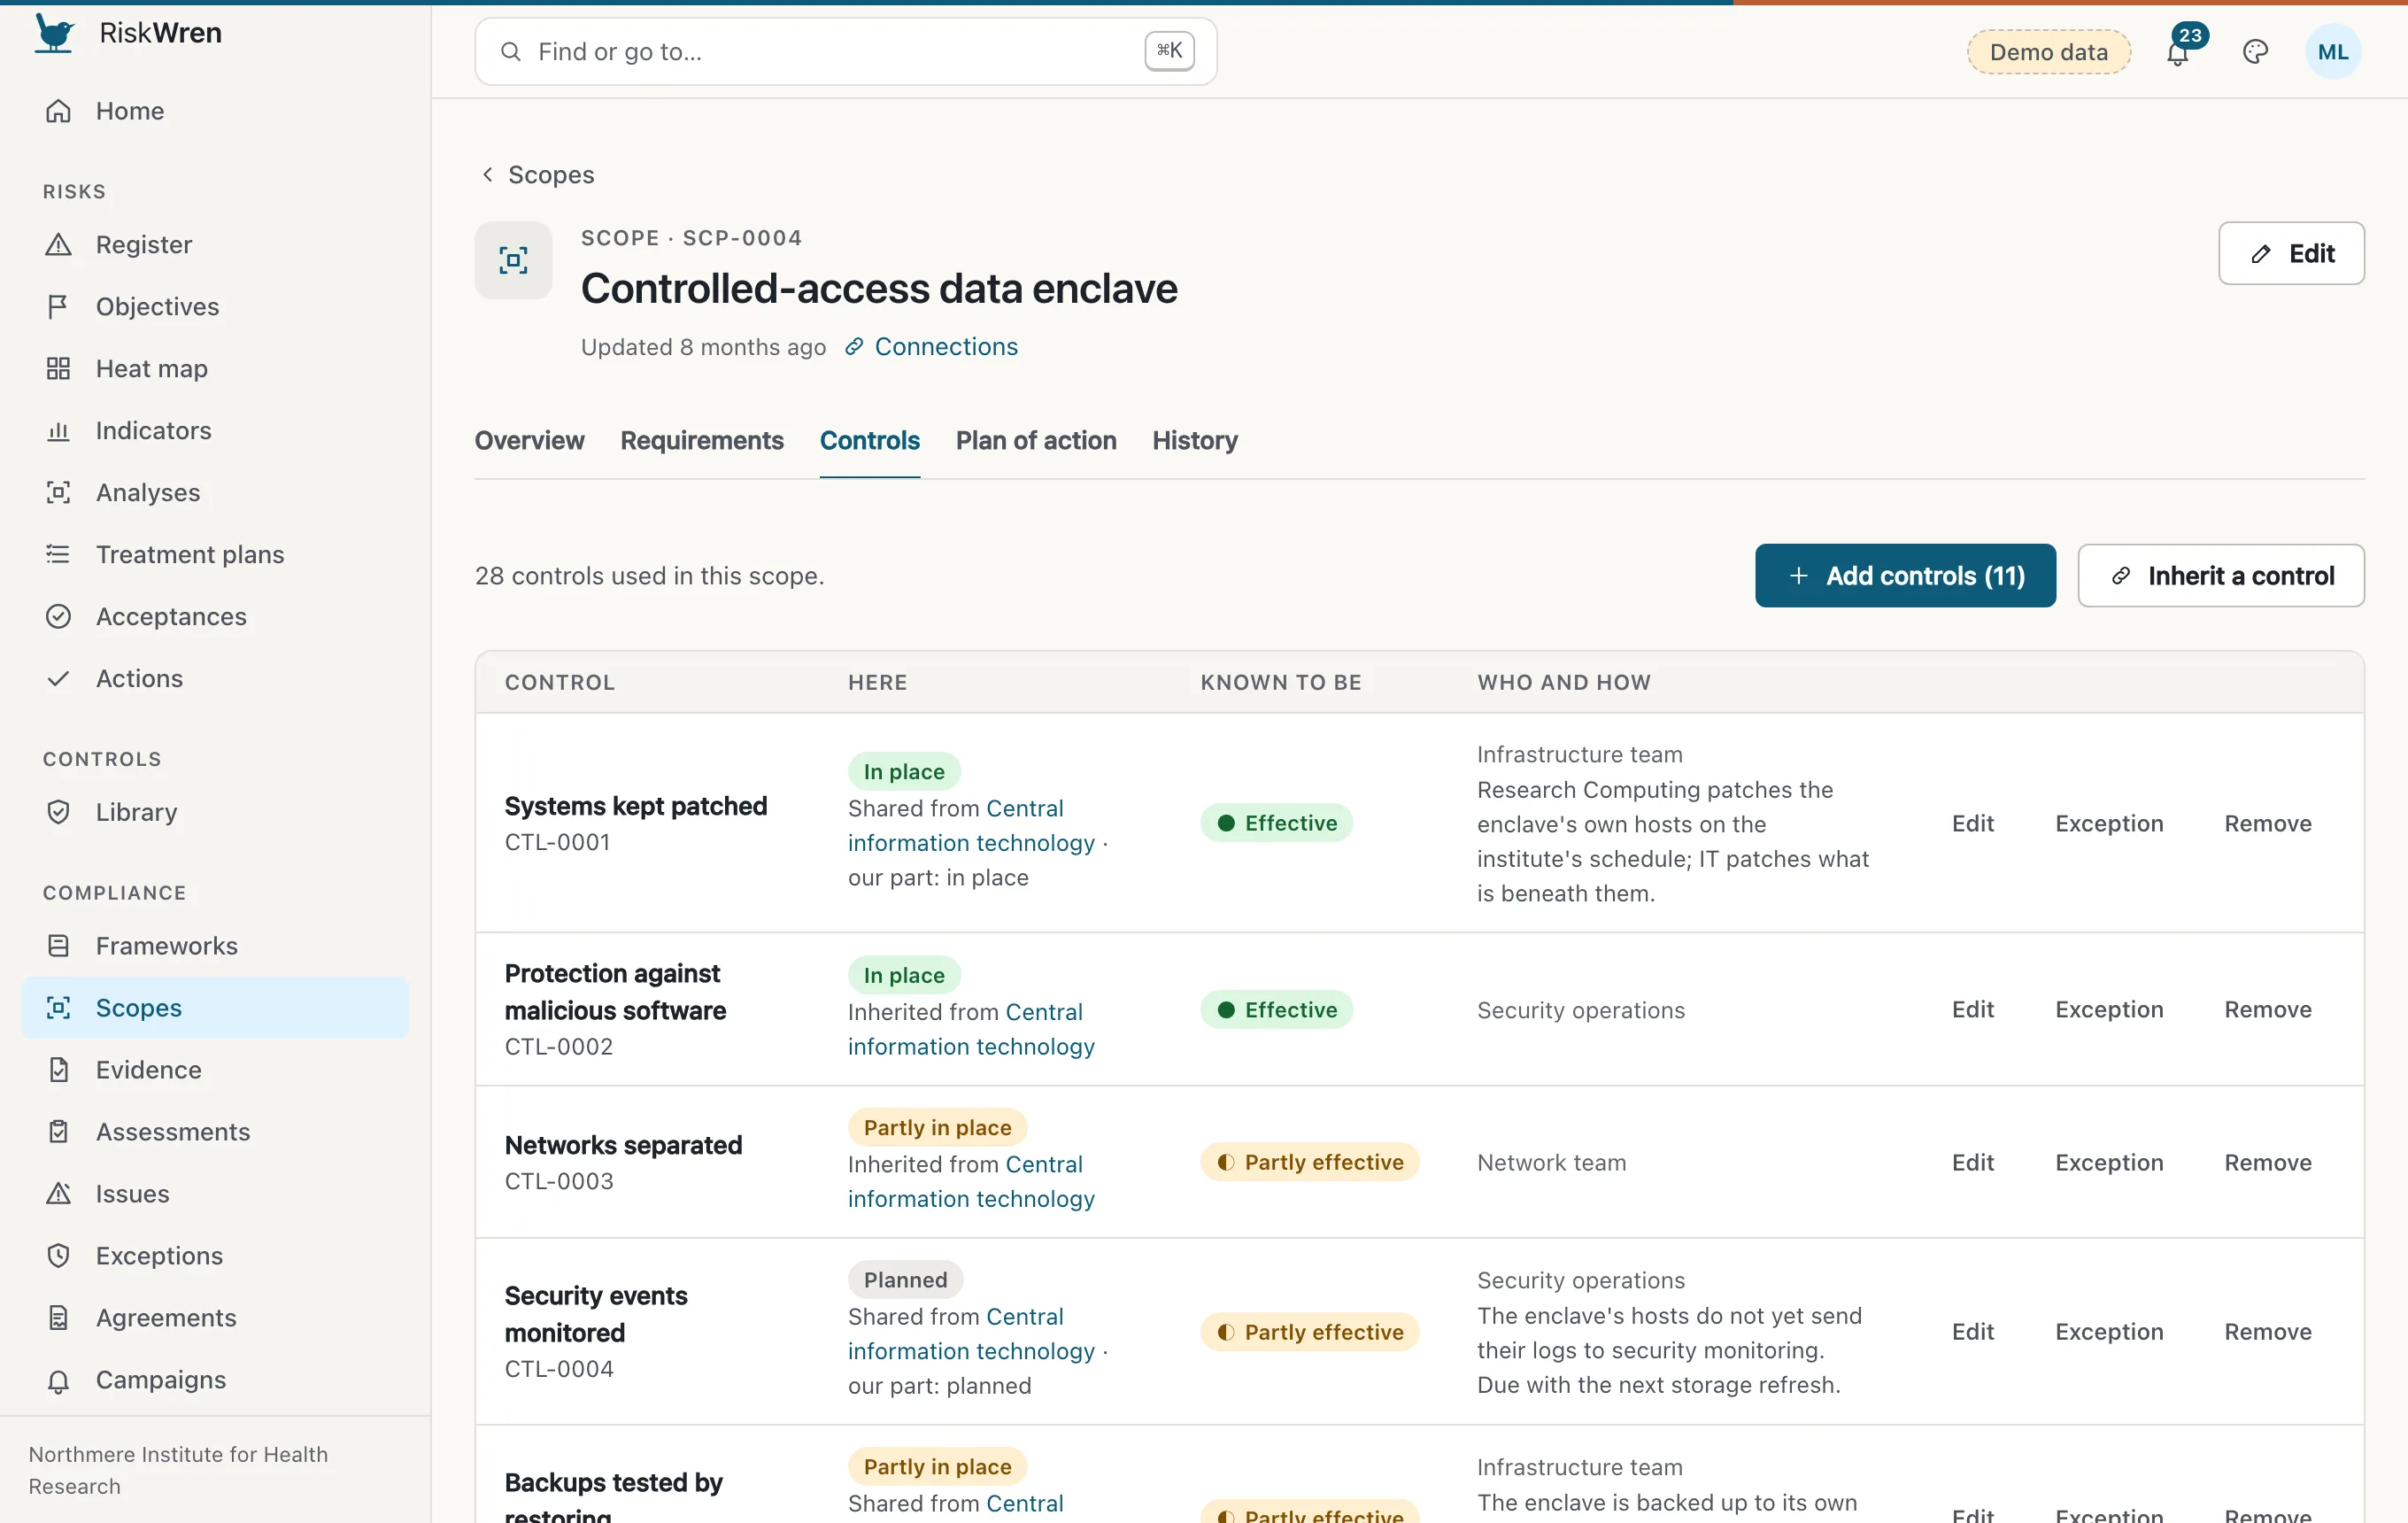 RiskWren
Find or go to...
⌘K
Demo data
23
ML
Home
RISKS
Register
Objectives
Heat map
Indicators
Analyses
Treatment plans
Acceptances
Actions
CONTROLS
Library
COMPLIANCE
Frameworks
Scopes
Evidence
Assessments
Issues
Exceptions
Agreements
Campaigns
Northmere Institute for Health
Research
Scopes
SCOPE · SCP-0004
Controlled-access data enclave
Updated 8 months ago Connections
Edit
Overview Requirements Controls Plan of action History
28 controls used in this scope.
Add controls (11)
Inherit a control
CONTROL HERE KNOWN TO BE WHO AND HOW
Systems kept patched
CTL-0001
In place
Shared from Central
information technology ·
our part: in place
Effective
Infrastructure team
Research Computing patches the
enclave's own hosts on the
institute's schedule; IT patches what
is beneath them.
Edit Exception Remove
Protection against
malicious software
CTL-0002
In place
Inherited from Central
information technology
Effective
Security operations
Edit Exception Remove
Networks separated
CTL-0003
Partly in place
Inherited from Central
information technology
Partly effective
Network team
Edit Exception Remove
Security events
monitored
CTL-0004
Planned
Shared from Central
information technology ·
our part: planned
Partly effective
Security operations
The enclave's hosts do not yet send
their logs to security monitoring.
Due with the next storage refresh.
Edit Exception Remove
Backups tested by
restoring
Partly in place
Shared from Central
Partly effective
Infrastructure team
The enclave is backed up to its own
Edit Exception Remove